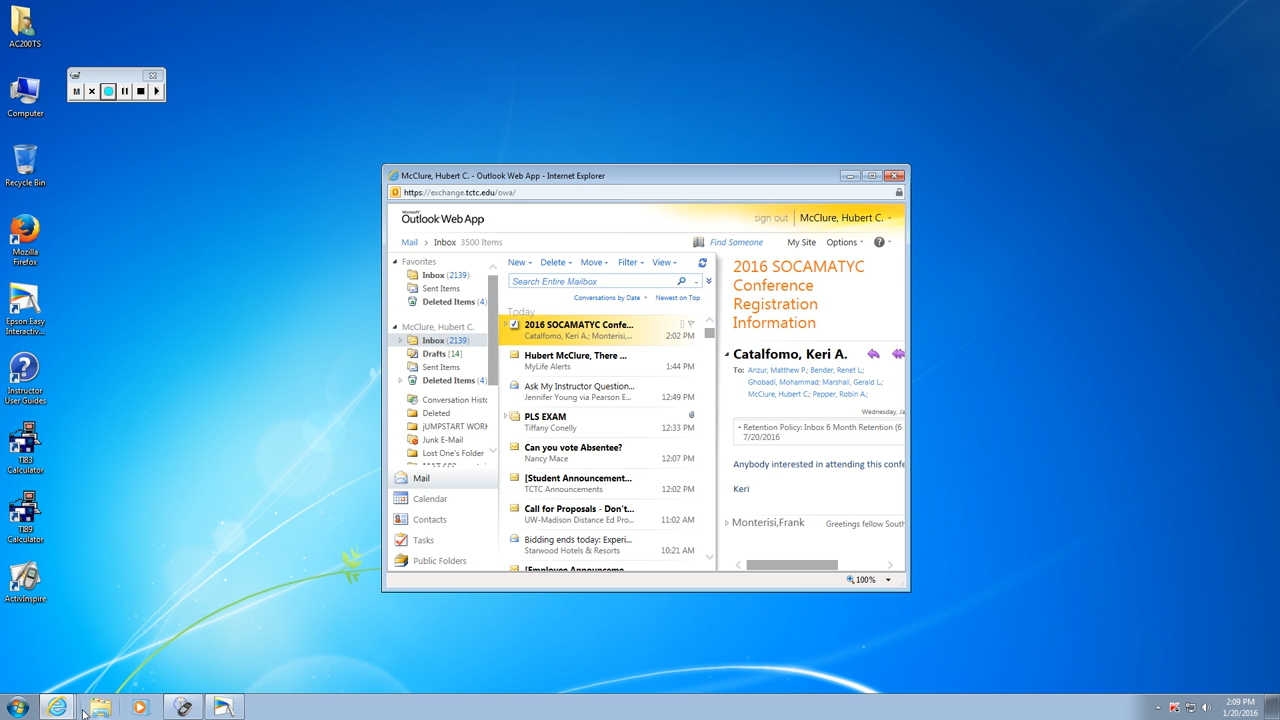 AC200TS
Computer
Recycle Bin
Mozilla
Firefox
Epson Easy
Interactiv...
Instructor
User Guides
TI83
Calculator
TI89
Calculator
ActivInspire
M
McClure, Hubert C. - Outlook Web App - Internet Explorer
https://exchange.tctc.edu/owa/
Microsoft
Outlook Web App
sign out
McClure, Hubert C.
Mail
Inbox 3500 Items
Find Someone
My Site
Options
Favorites
Inbox (2139)
Sent Items
Deleted Items (4)
McClure, Hubert C.
Inbox (2139)
Drafts [14]
Sent Items
Deleted Items (4)
Conversation Histo
Deleted
jUMPSTART WORK
Junk E-Mail
Lost One's Folder
Mail
Calendar
Contacts
Tasks
Public Folders
New
Delete
Move
Filter
View
Search Entire Mailbox
Conversations by Date
Newest on Top
Today
2016 SOCAMATYC Confe...
Catalfomo, Keri A.; Monterisi,...
2:02 PM
Hubert McClure, There ...
MyLife Alerts
1:44 PM
Ask My Instructor Question...
Jennifer Young via Pearson E...
12:49 PM
PLS EXAM
Tiffany Conelly
12:33 PM
Can you vote Absentee?
Nancy Mace
12:07 PM
[Student Announcement...
TCTC Announcements
12:02 PM
Call for Proposals - Don't...
UW-Madison Distance Ed Pro...
11:02 AM
Bidding ends today: Experi...
Starwood Hotels & Resorts
10:21 AM
[Employee Announceme...
2016 SOCAMATYC
Conference
Registration
Information
Catalfomo, Keri A.
To: Anzur, Matthew P.; Bender, Renet L.;
Ghobadi, Mohammad; Marshall, Gerald L.;
McClure, Hubert C.; Pepper, Robin A.;
Wednesday, Ja
Retention Policy: Inbox 6 Month Retention (6
7/20/2016
Anybody interested in attending this confe
Keri
Monterisi,Frank
Greetings fellow South
100%
2:09 PM
1/20/2016